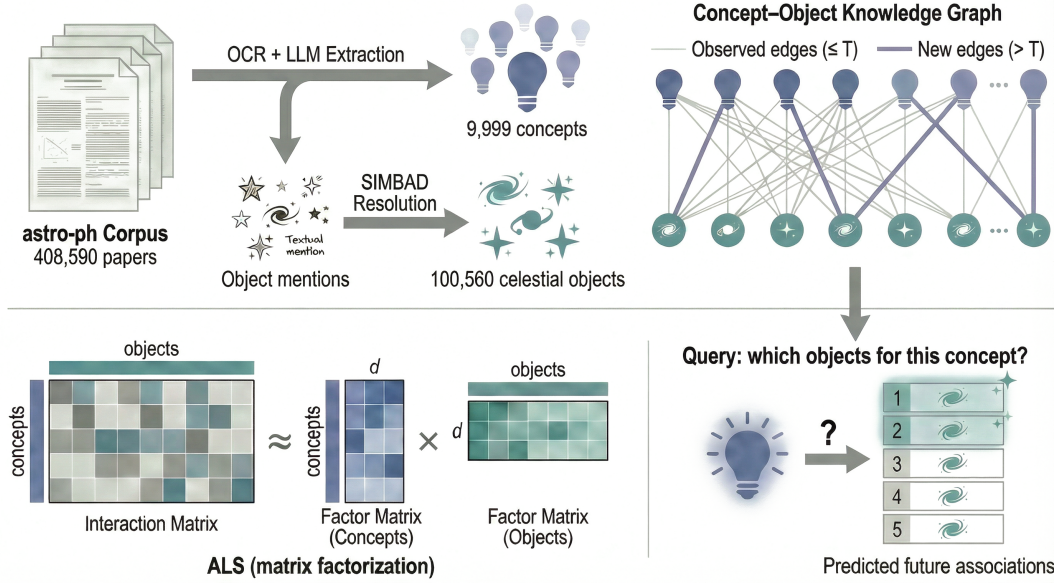 OCR + LLM Extraction
9,999 concepts
astro-ph Corpus
408,590 papers
Textual
mention
Object mentions
SIMBAD
Resolution
100,560 celestial objects
Concept–Object Knowledge Graph
Observed edges (≤ T)
New edges (> T)
...
...
objects
concepts
Interaction Matrix
≈
d
concepts
Factor Matrix
(Concepts)
×
objects
d
Factor Matrix
(Objects)
ALS (matrix factorization)
Query: which objects for this concept?
?
1
2
3
4
5
Predicted future associations